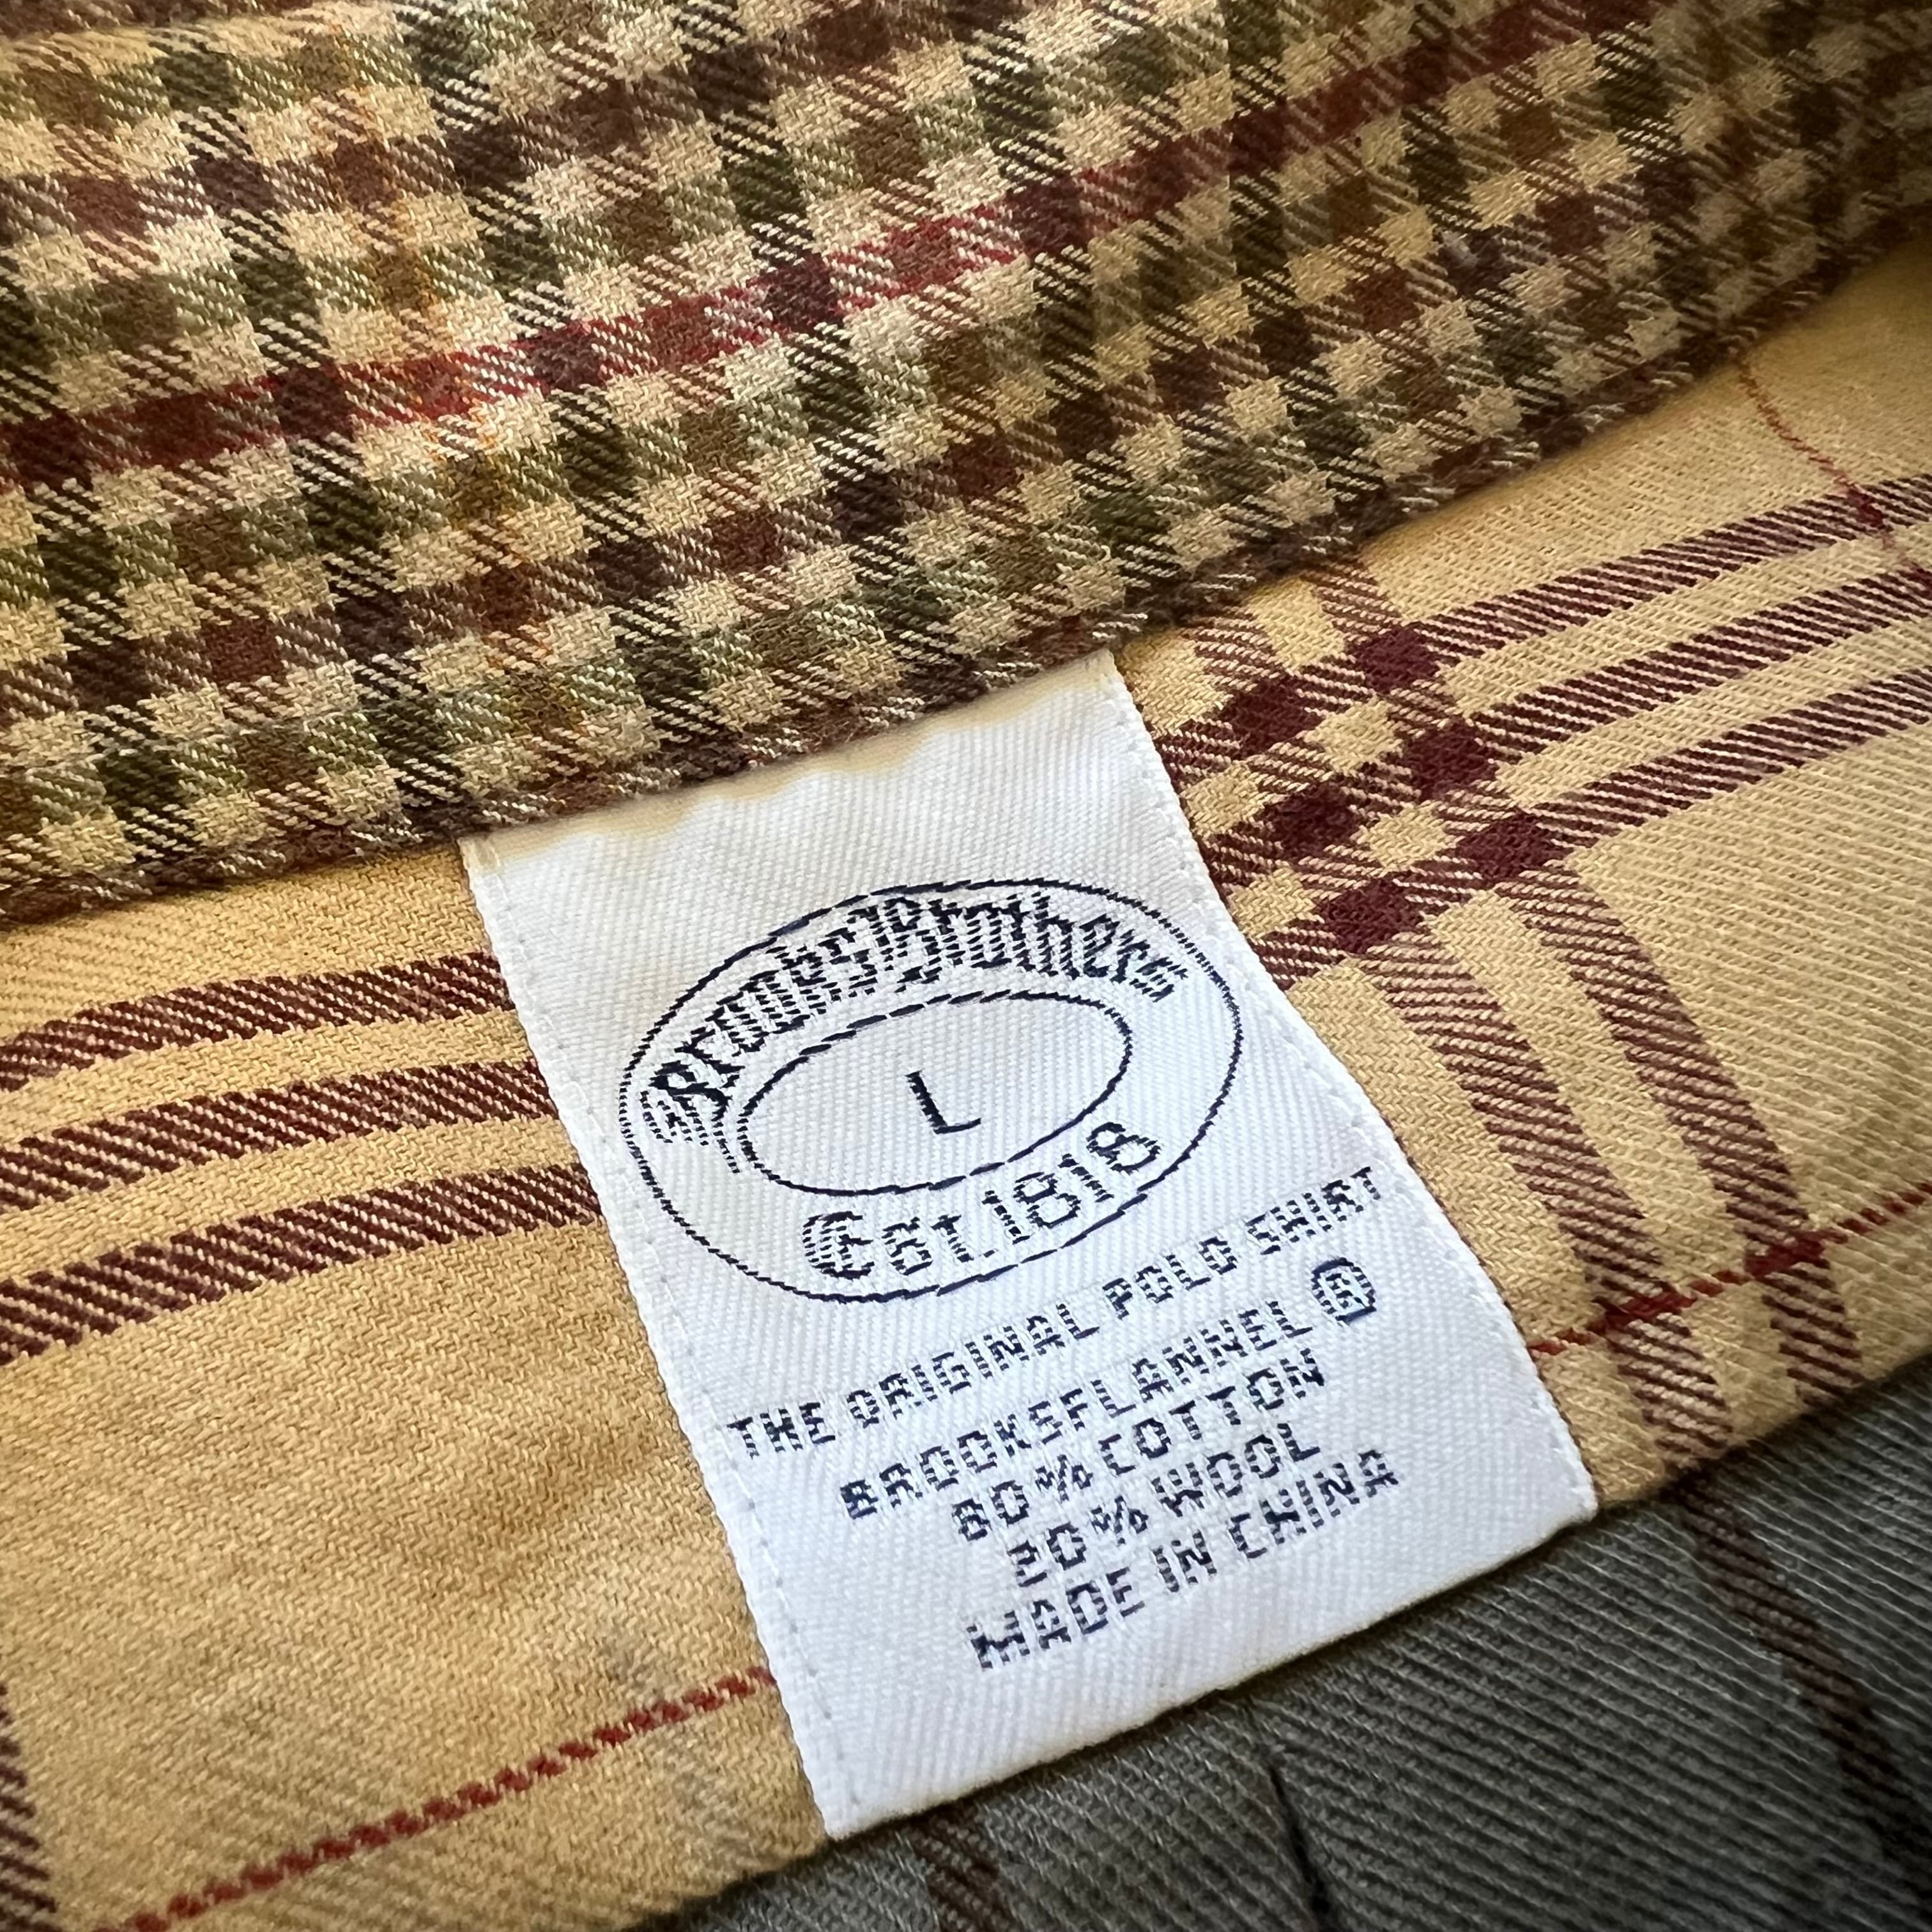 Brooks Brothers
L
Est. 1818
THE ORIGINAL POLO SHIRT
BROOKSFLANNEL ®
80% COTTON
20% WOOL
MADE IN CHINA